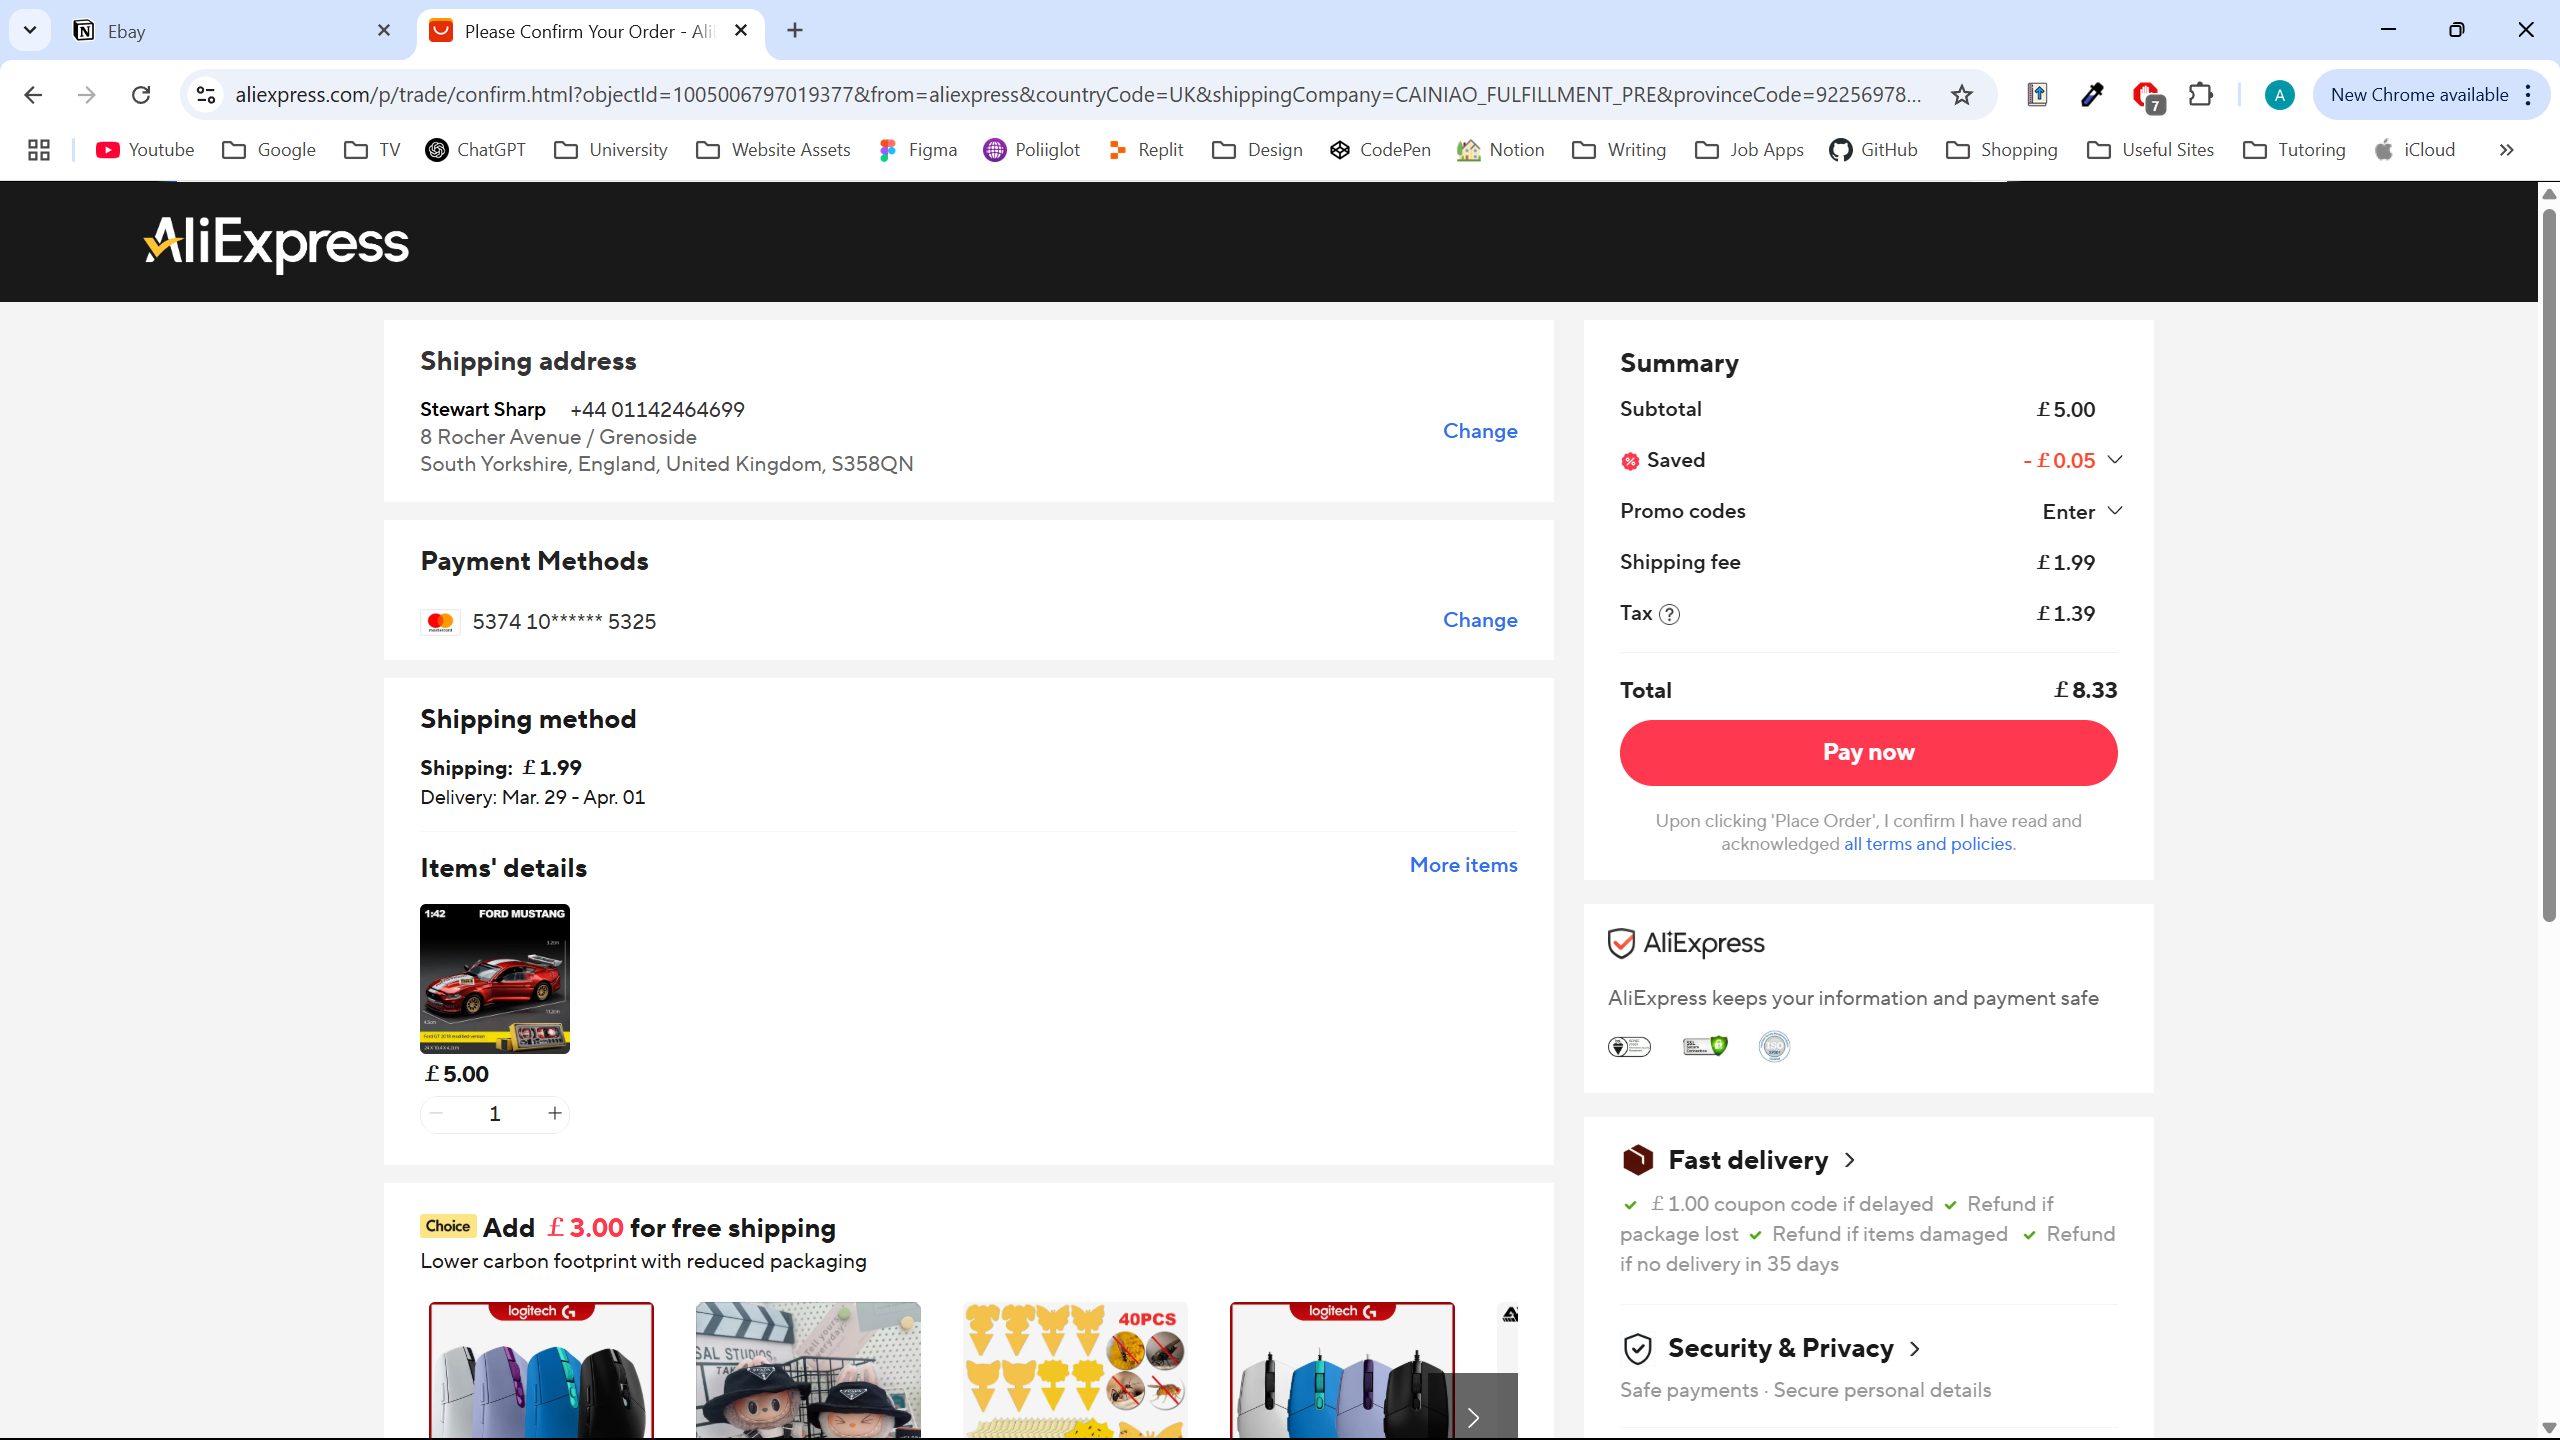 Ebay
Please Confirm Your Order - Ali
aliexpress.com/p/trade/confirm.html?objectId=1005006797019377&from=aliexpress&countryCode=UK&shippingCompany=CAINIAO_FULFILLMENT_PRE&provinceCode=92256978...
7
A
New Chrome available
Youtube
Google
TV
ChatGPT
University
Website Assets
Figma
Poliiglot
Replit
Design
CodePen
Notion
Writing
Job Apps
GitHub
Shopping
Useful Sites
Tutoring
iCloud
AliExpress
Shipping address
Stewart Sharp +44 01142464699
8 Rocher Avenue / Grenoside
South Yorkshire, England, United Kingdom, S358QN
Change
Payment Methods
5374 10****** 5325
Change
Shipping method
Shipping: £1.99
Delivery: Mar. 29 - Apr. 01
Items' details
More items
1:42 FORD MUSTANG
£5.00
1
Choice Add £3.00 for free shipping
Lower carbon footprint with reduced packaging
logitech G
40PCS
logitech G
Summary
Subtotal £5.00
Saved -£0.05
Promo codes Enter
Shipping fee £1.99
Tax ? £1.39
Total £8.33
Pay now
Upon clicking 'Place Order', I confirm I have read and
acknowledged all terms and policies.
AliExpress
AliExpress keeps your information and payment safe
Fast delivery
£1.00 coupon code if delayed Refund if
package lost Refund if items damaged Refund
if no delivery in 35 days
Security & Privacy
Safe payments · Secure personal details